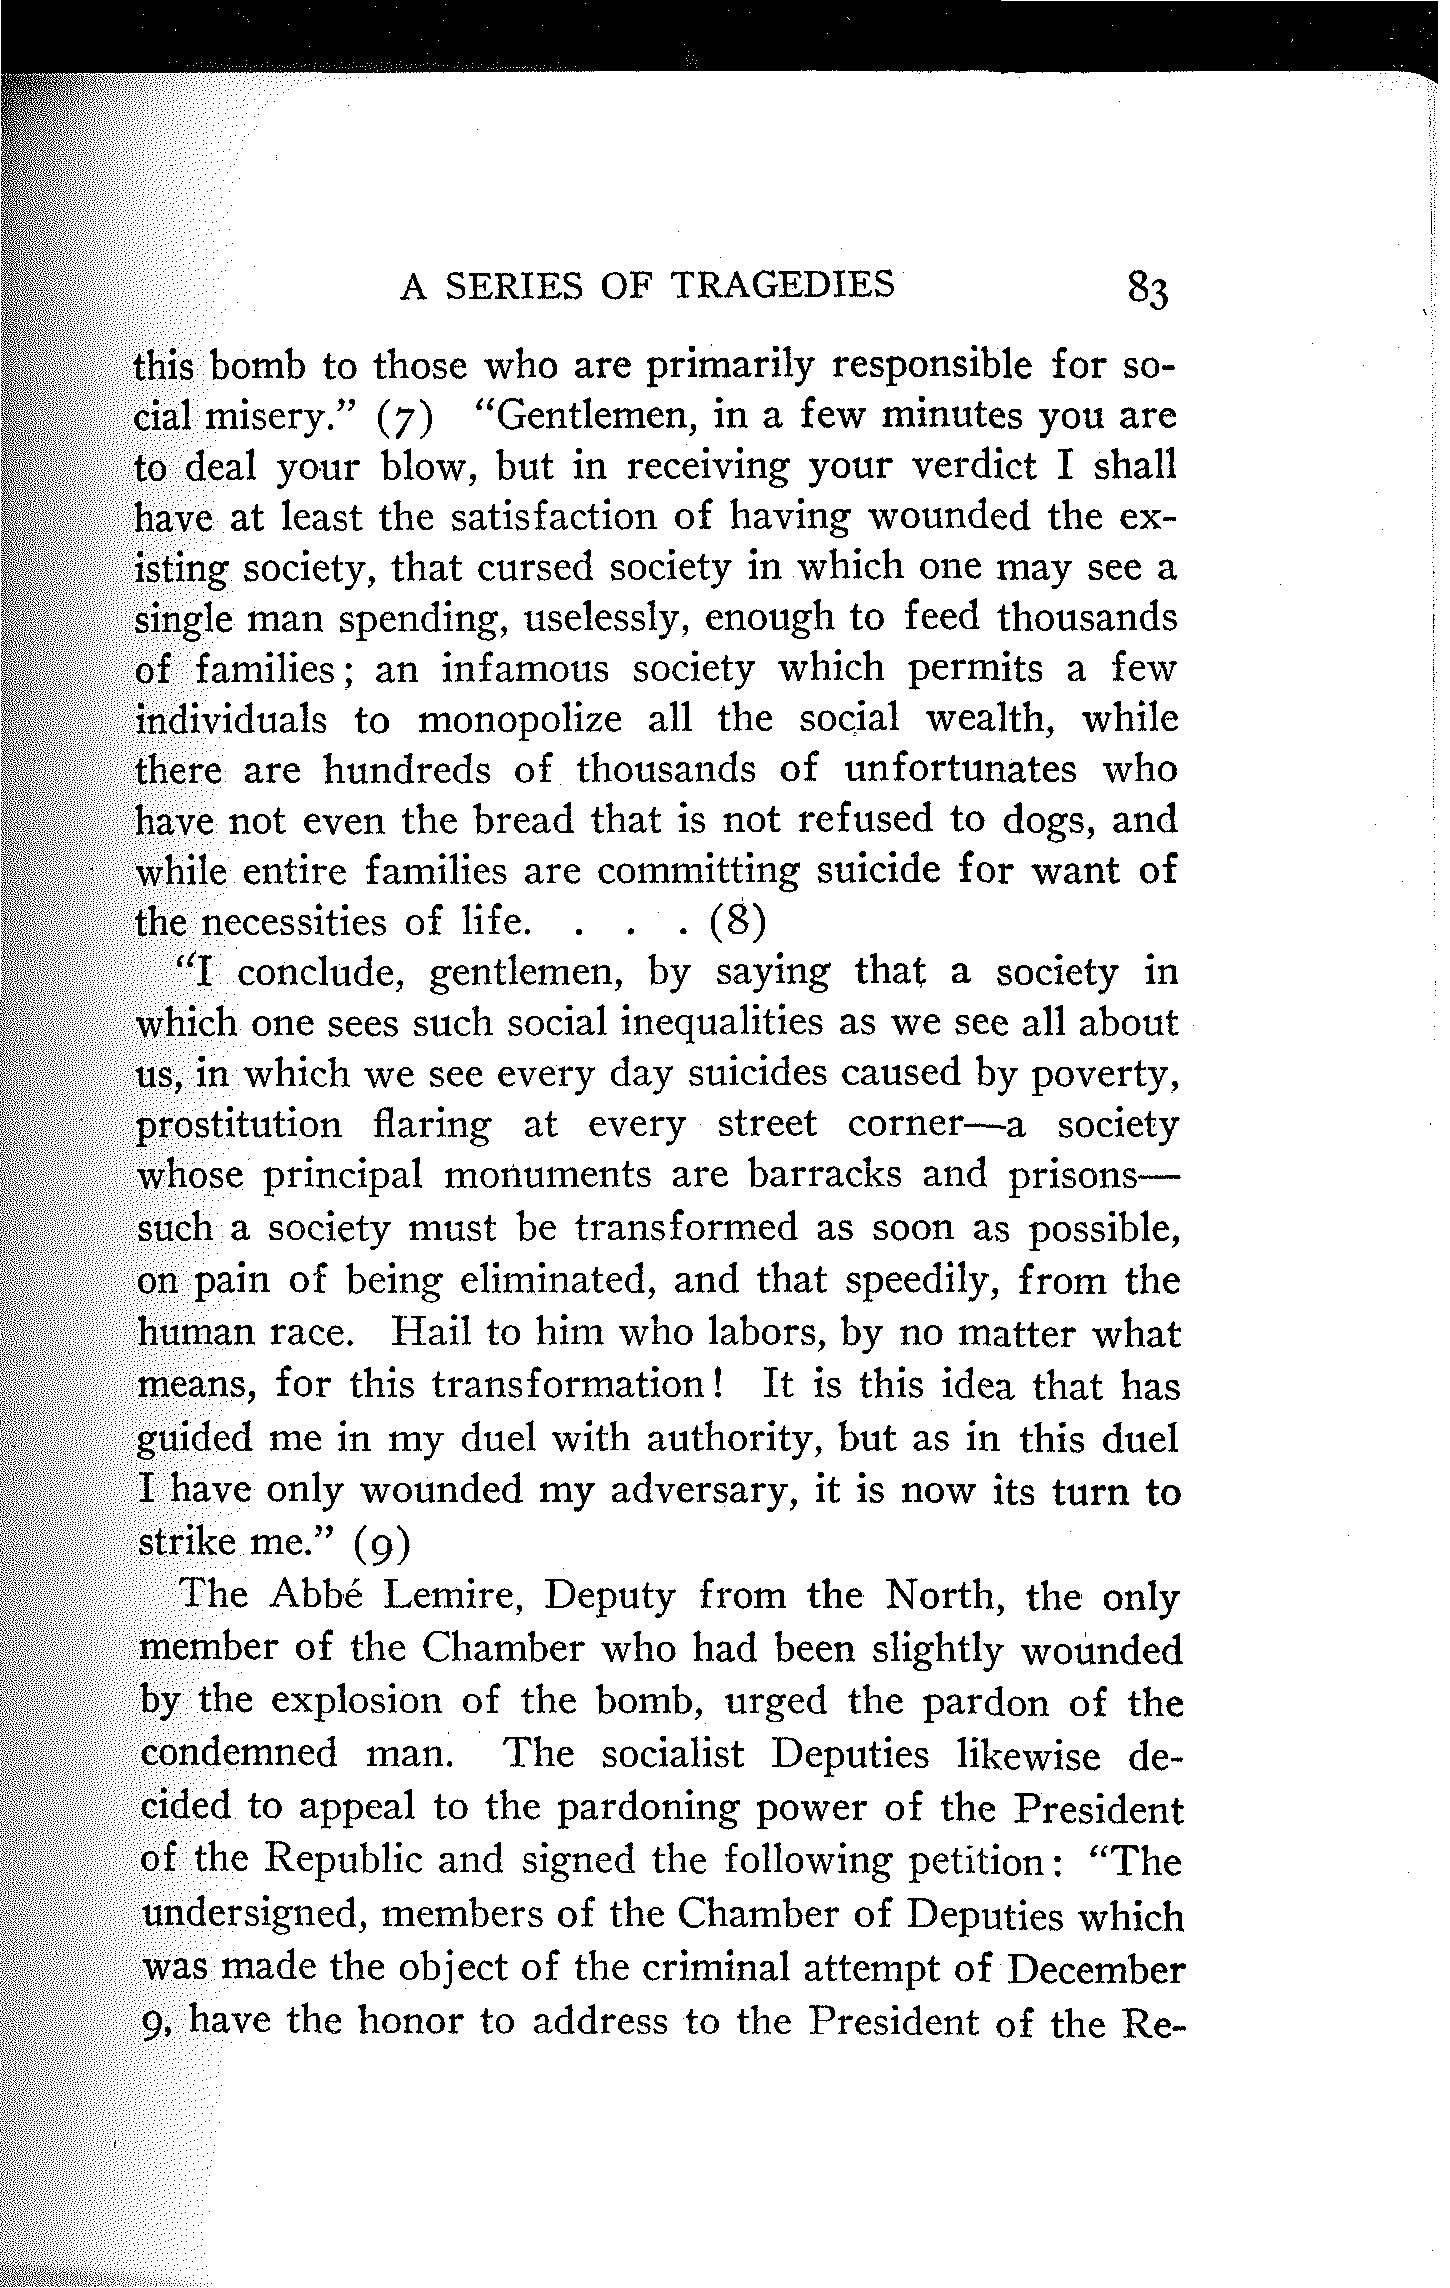 A SERIES OF TRAGEDIES 83
this bomb to those who are primarily responsible for so-
cial misery.” (7) “Gentlemen, in a few minutes you are
to deal your blow, but in receiving your verdict I shall
have at least the satisfaction of having wounded the ex-
isting society, that cursed society in which one may see a
single man spending, uselessly, enough to feed thousands
of families; an infamous society which permits a few
individuals to monopolize all the social wealth, while
there are hundreds of thousands of unfortunates who
have not even the bread that is not refused to dogs, and
while entire families are committing suicide for want of
the necessities of life. . . . (8)
“I conclude, gentlemen, by saying that a society in
which one sees such social inequalities as we see all about
us, in which we see every day suicides caused by poverty,
prostitution flaring at every street corner—a society
whose principal monuments are barracks and prisons—
such a society must be transformed as soon as possible,
on pain of being eliminated, and that speedily, from the
human race. Hail to him who labors, by no matter what
means, for this transformation! It is this idea that has
guided me in my duel with authority, but as in this duel
I have only wounded my adversary, it is now its turn to
strike me.” (9)
The Abbé Lemire, Deputy from the North, the only
member of the Chamber who had been slightly wounded
by the explosion of the bomb, urged the pardon of the
condemned man. The socialist Deputies likewise de-
cided to appeal to the pardoning power of the President
of the Republic and signed the following petition: “The
undersigned, members of the Chamber of Deputies which
was made the object of the criminal attempt of December
9, have the honor to address to the President of the Re-